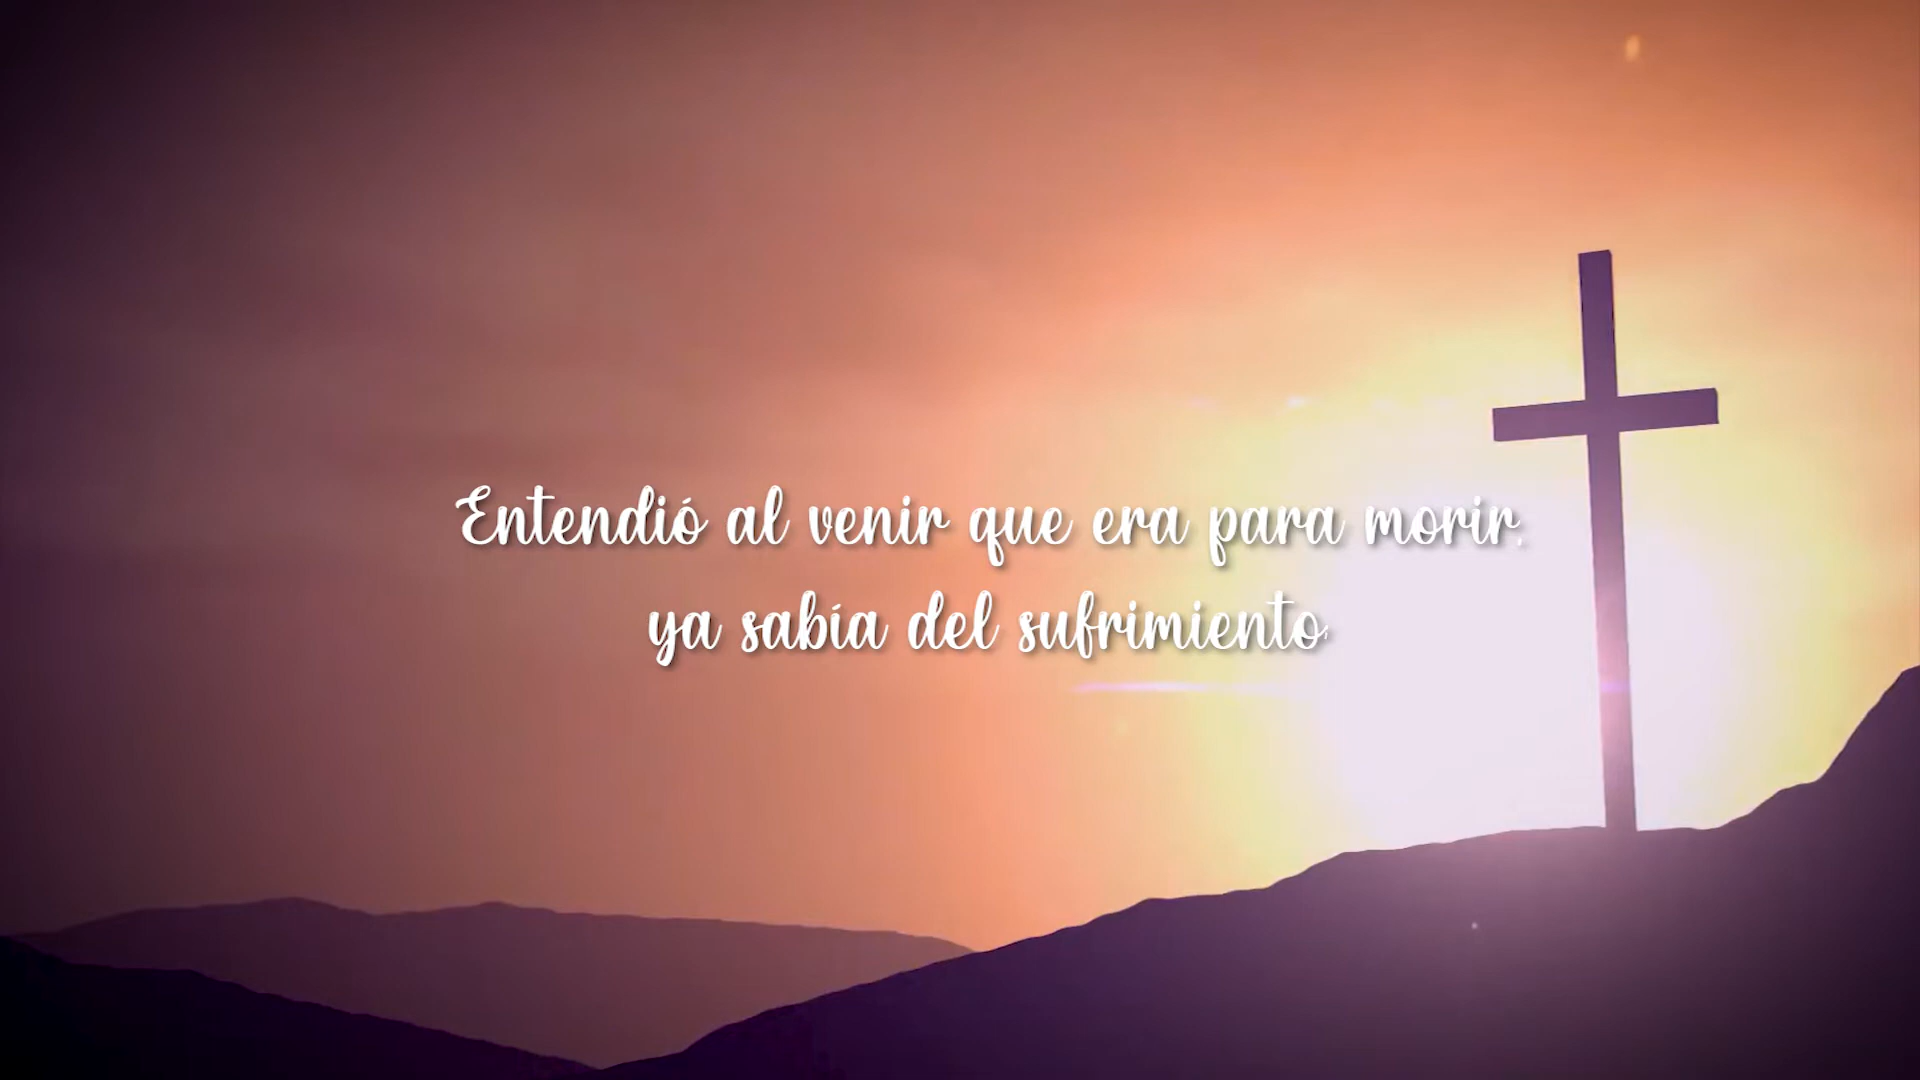 Entendió al venir que era para morir,
ya sabía del sufrimiento;